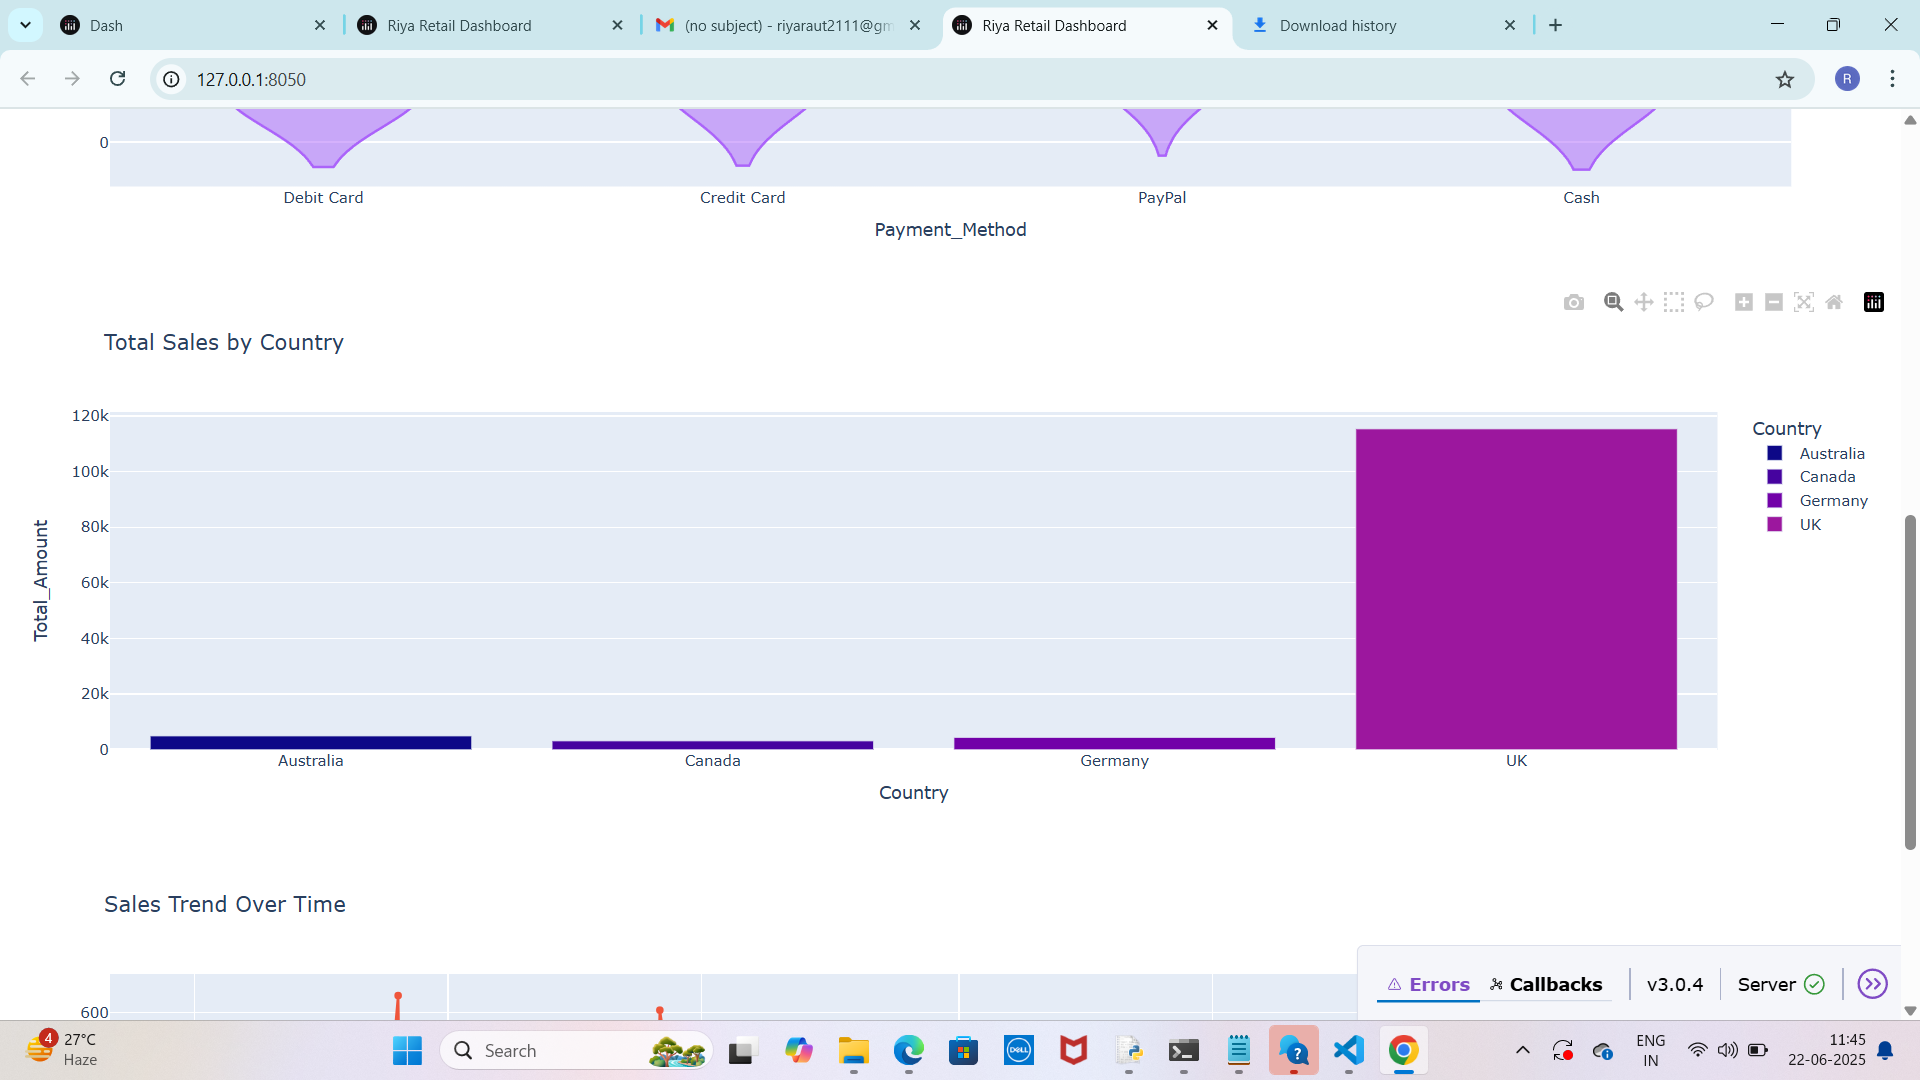 Dash
Riya Retail Dashboard
(no subject) - riyaraut2111@gm
Riya Retail Dashboard
Download history
127.0.0.1:8050
R
0
Debit Card Credit Card PayPal Cash
Payment_Method
Total Sales by Country
120k
100k
80k
60k
40k
20k
0
Total_Amount
Australia Canada Germany UK
Country
Country
Australia
Canada
Germany
UK
Sales Trend Over Time
600
Errors Callbacks v3.0.4 Server
4
27°C
Haze
Search
DELL
ENG
IN
11:45
22-06-2025